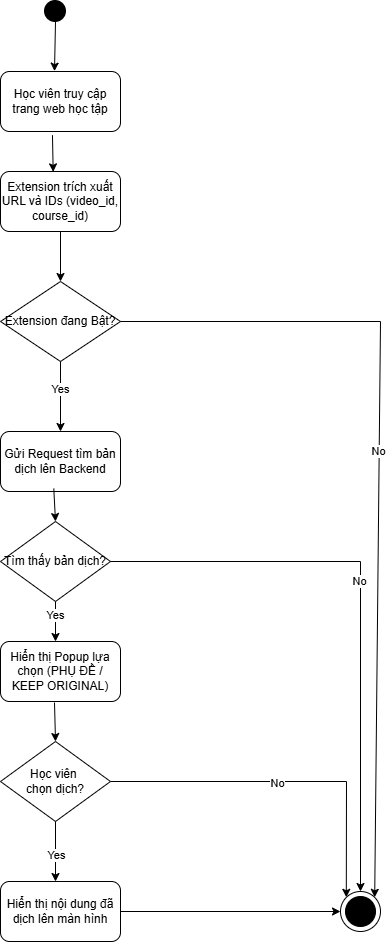 Học viên truy cập
trang web học tập
Extension trích xuất
URL và IDs (video_id,
course_id)
Extension đang Bật?
Yes
No
Gửi Request tìm bản
dịch lên Backend
Tìm thấy bản dịch?
No
Yes
Hiển thị Popup lựa
chọn (PHỤ ĐỀ /
KEEP ORIGINAL)
Học viên
chọn dịch?
No
Yes
Hiển thị nội dung đã
dịch lên màn hình